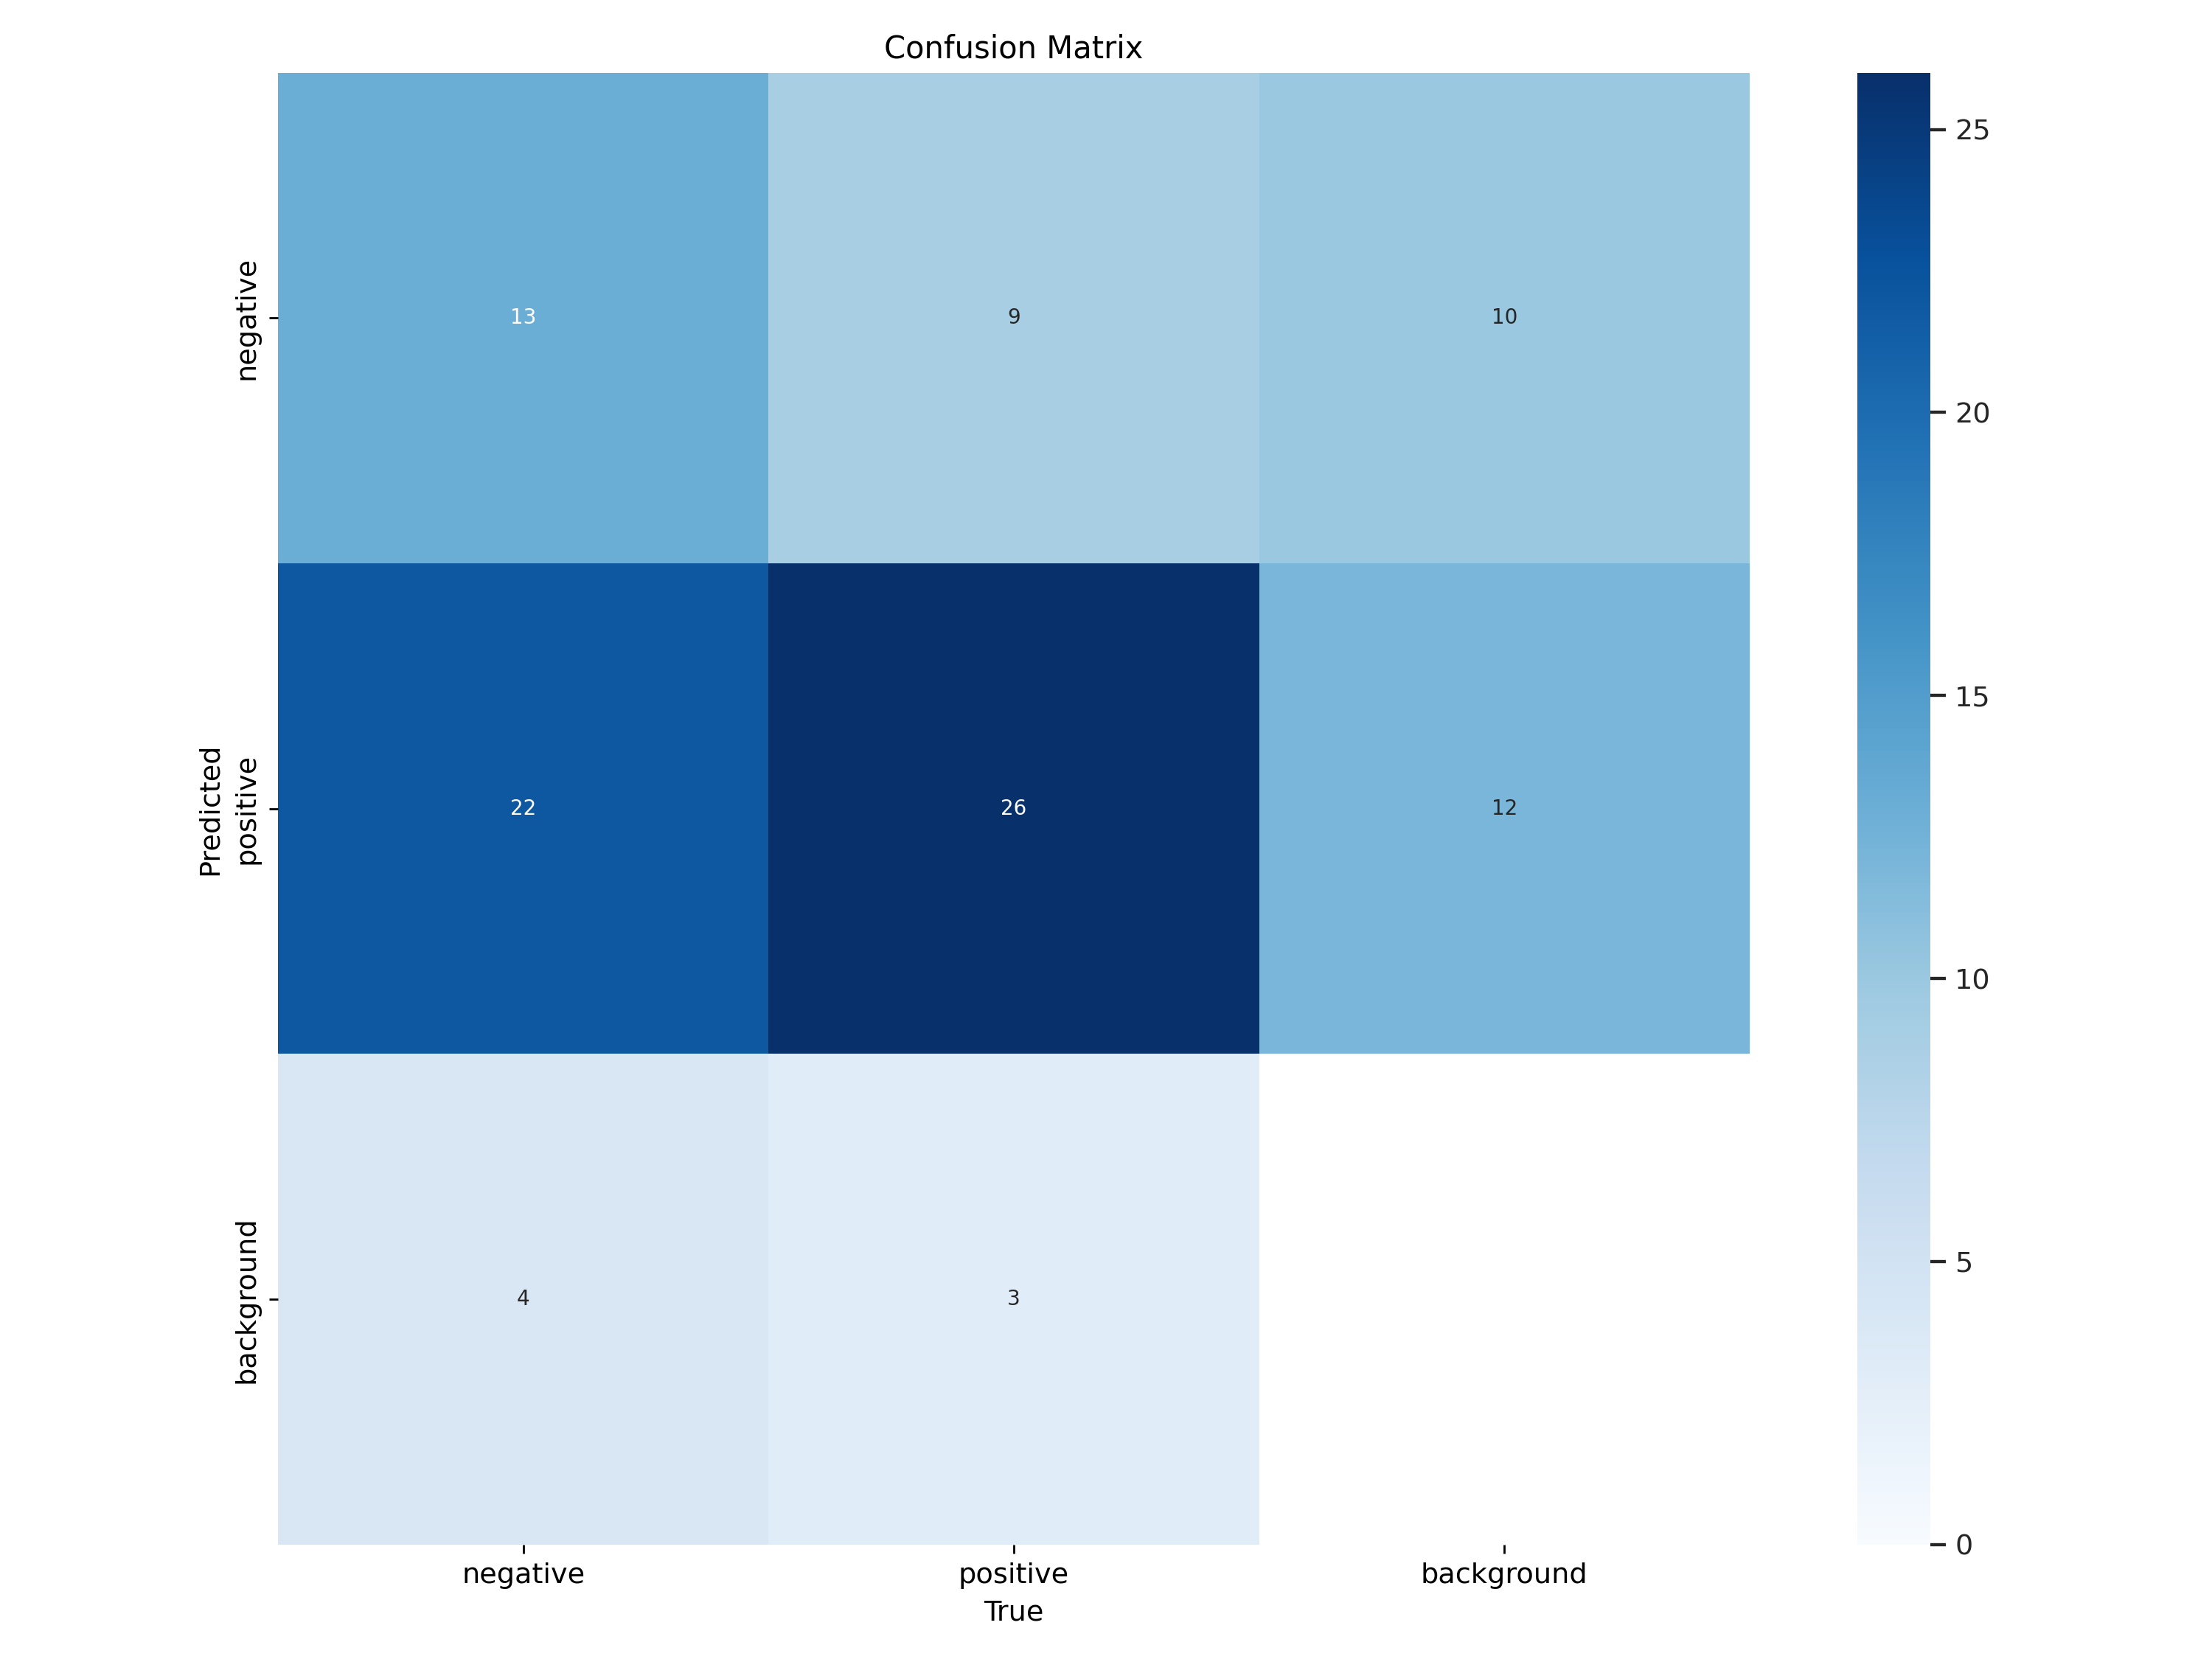 Confusion Matrix
negative
13
9
10
Predicted
positive
22
26
12
background
4
3
negative
positive
background
True
25
20
15
10
5
0